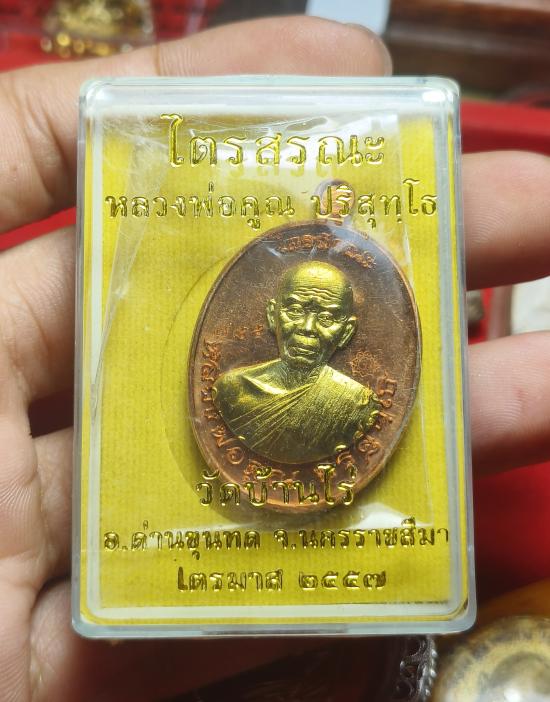 ไตรสรณะ
หลวงพ่อคูณ ปริสุทฺโธ
วัดบ้านไร่
อ.ด่านขุนทด จ.นครราชสีมา
ไตรมาส ๒๕๕๗